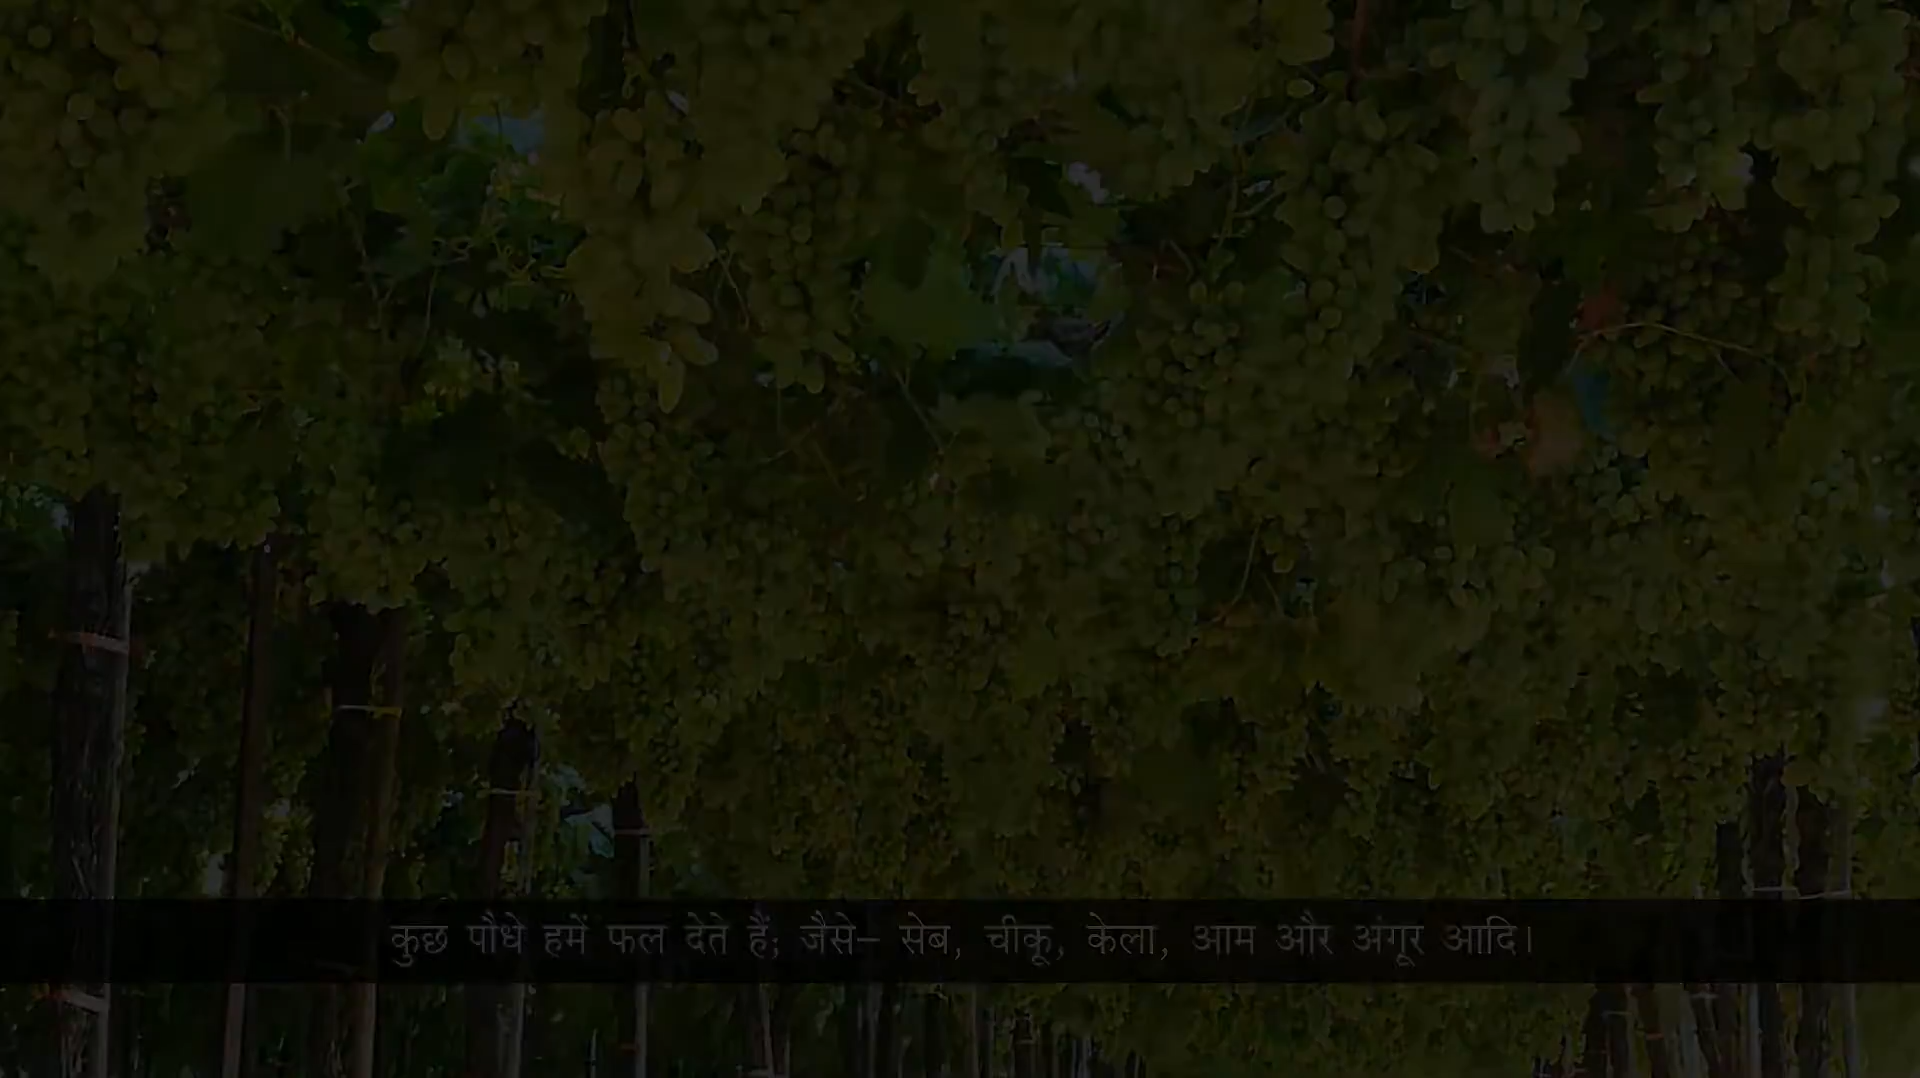 कुछ पौधे हमें फल देते हैं; जैसे– सेब, चीकू, केला, आम और अंगूर आदि।